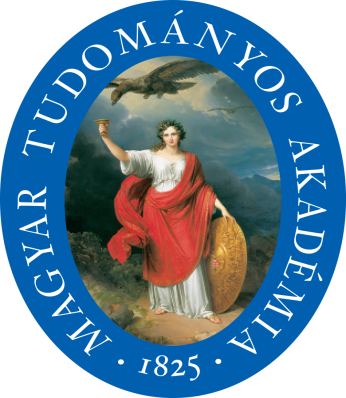 MAGYAR TUDOMÁNYOS AKADÉMIA
· 1825 ·